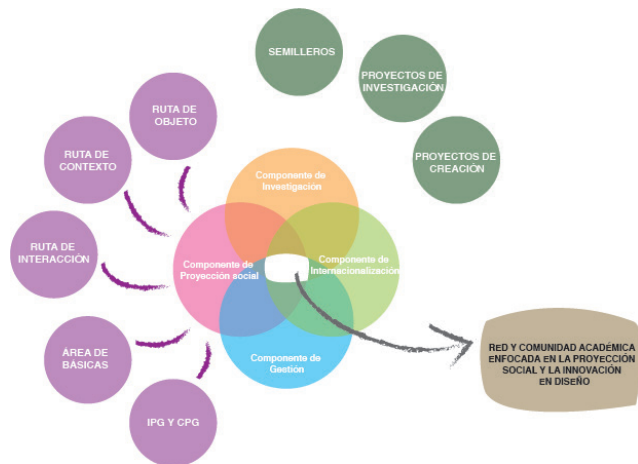 SEMILLEROS
PROYECTOS DE
INVESTIGACIÓN
PROYECTOS DE
CREACIÓN
RUTA DE
OBJETO
RUTA DE
CONTEXTO
RUTA DE
INTERACCIÓN
ÁREA DE
BÁSICAS
IPG Y CPG
Componente de
Investigación
Componente de
Proyección social
Componente de
Internacionalización
Componente de
Gestión
RED Y COMUNIDAD ACADÉMICA
ENFOCADA EN LA PROYECCIÓN
SOCIAL Y LA INNOVACIÓN
EN DISEÑO